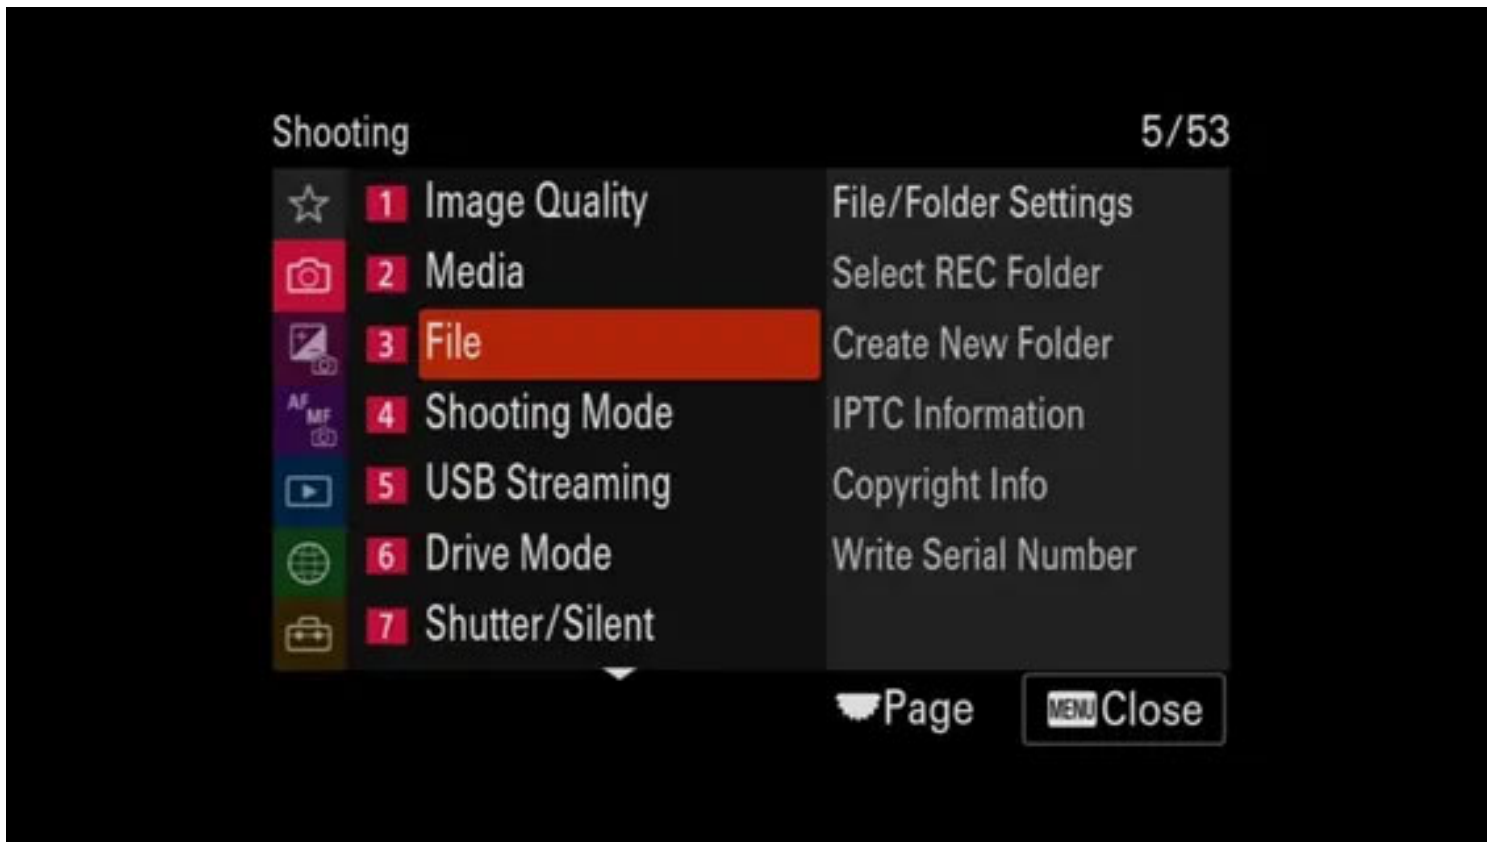 Shooting 5/53
1 Image Quality
2 Media
3 File
4 Shooting Mode
5 USB Streaming
6 Drive Mode
7 Shutter/Silent
AF
MF
File/Folder Settings
Select REC Folder
Create New Folder
IPTC Information
Copyright Info
Write Serial Number
Page
MENU Close